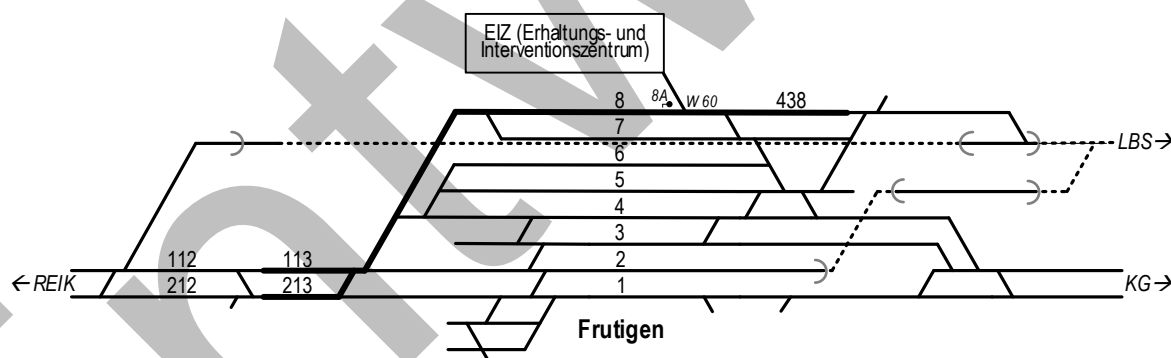 EIZ (Erhaltungs- und
Interventionszentrum)
8 8A W 60 438
7
6
5
4
3
2
1
LBS→
112 113
←REIK 212 213
KG→
Frutigen